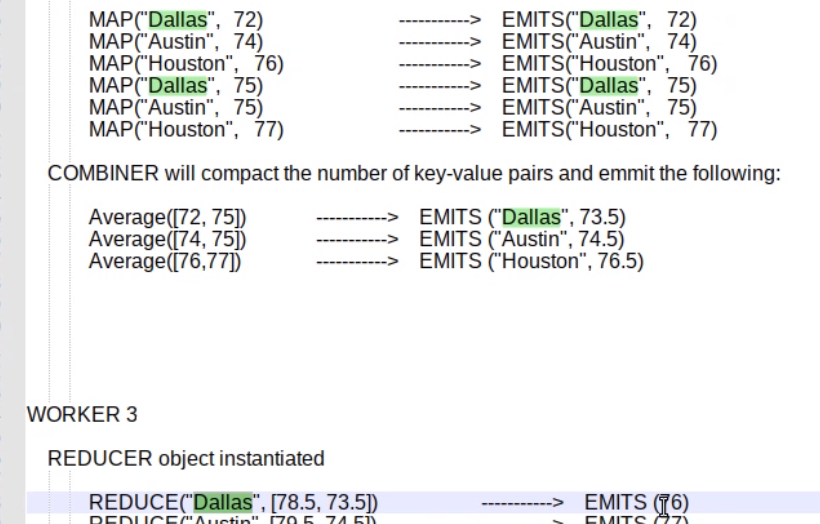 MAP("Dallas", 72) -----------> EMITS("Dallas", 72)
MAP("Austin", 74) -----------> EMITS("Austin", 74)
MAP("Houston", 76) -----------> EMITS("Houston", 76)
MAP("Dallas", 75) -----------> EMITS("Dallas", 75)
MAP("Austin", 75) -----------> EMITS("Austin", 75)
MAP("Houston", 77) -----------> EMITS("Houston", 77)
COMBINER will compact the number of key-value pairs and emmit the following:
Average([72, 75]) -----------> EMITS ("Dallas", 73.5)
Average([74, 75]) -----------> EMITS ("Austin", 74.5)
Average([76,77]) -----------> EMITS ("Houston", 76.5)
WORKER 3
REDUCER object instantiated
REDUCE("Dallas", [78.5, 73.5]) -----------> EMITS (76)
REDUCE("Austin", [79.5, 74.5]) -----------> EMITS (77)